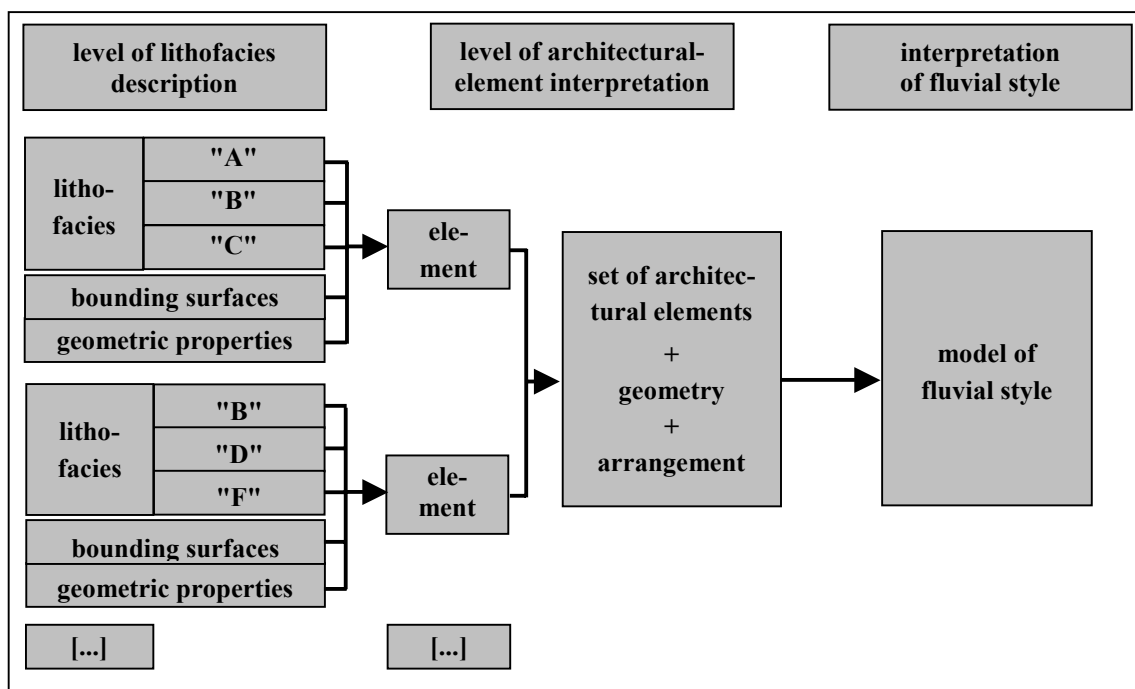 level of lithofacies
description
level of architectural-
element interpretation
interpretation
of fluvial style
litho-
facies
"A"
"B"
"C"
bounding surfaces
geometric properties
ele-
ment
litho-
facies
"B"
"D"
"F"
bounding surfaces
geometric properties
ele-
ment
set of architec-
tural elements
+
geometry
+
arrangement
model of
fluvial style
[...]
[...]